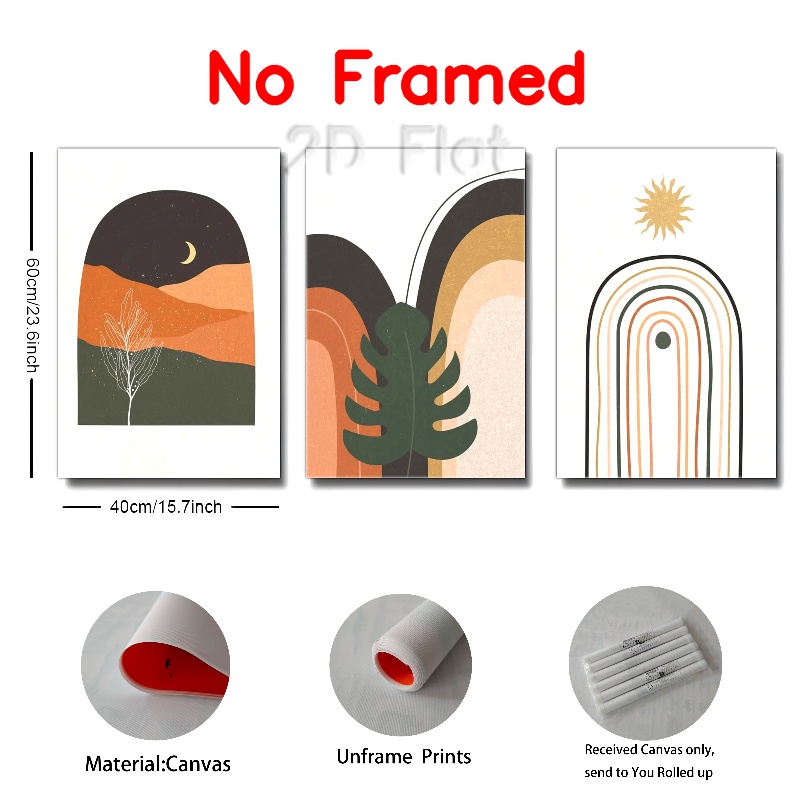 No Framed
2D Flat
60cm/23.6inch
40cm/15.7inch
Material:Canvas
Unframe Prints
Received Canvas only,
send to You Rolled up